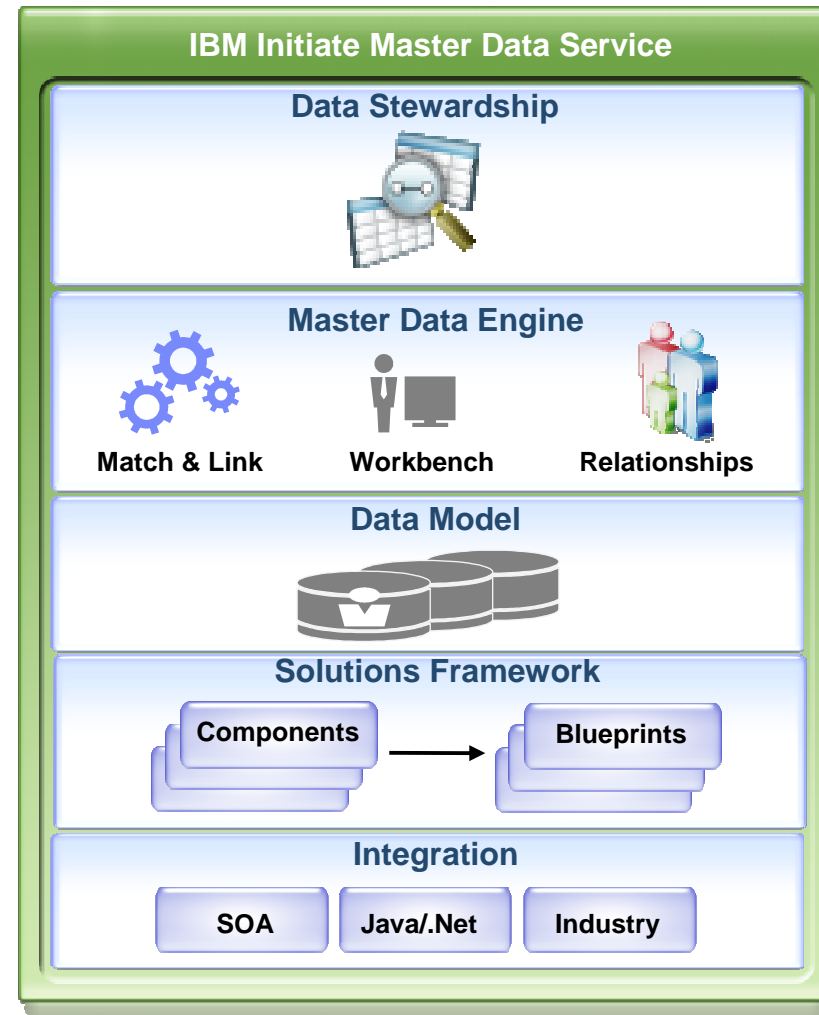 IBM Initiate Master Data Service
Data Stewardship
Master Data Engine
Match & Link
Workbench
Relationships
Data Model
Solutions Framework
Components
Blueprints
Integration
SOA
Java/.Net
Industry